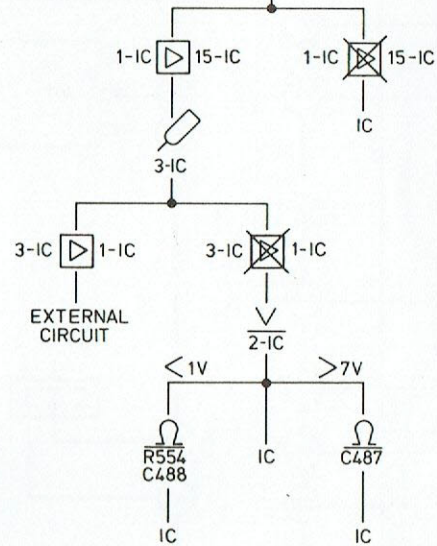 1-IC 15-IC 1-IC 15-IC
IC
3-IC
3-IC 1-IC 3-IC 1-IC
EXTERNAL
CIRCUIT
V
2-IC
<1V >7V
Ω IC Ω
R554 C487
C488
IC IC